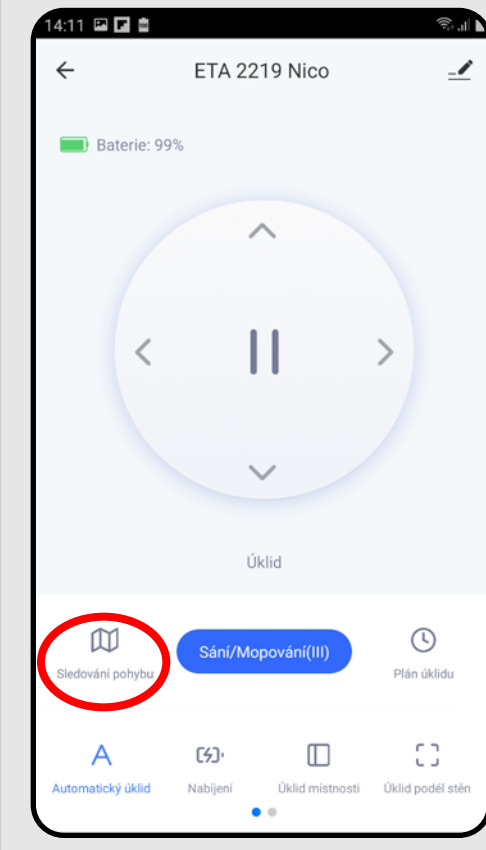 14:11
ETA 2219 Nico
Baterie: 99%
Úklid
Sledování pohybu
Sání/Mopování(III)
Plán úklidu
Automatický úklid
Nabíjení
Úklid místnosti
Úklid podél stěn